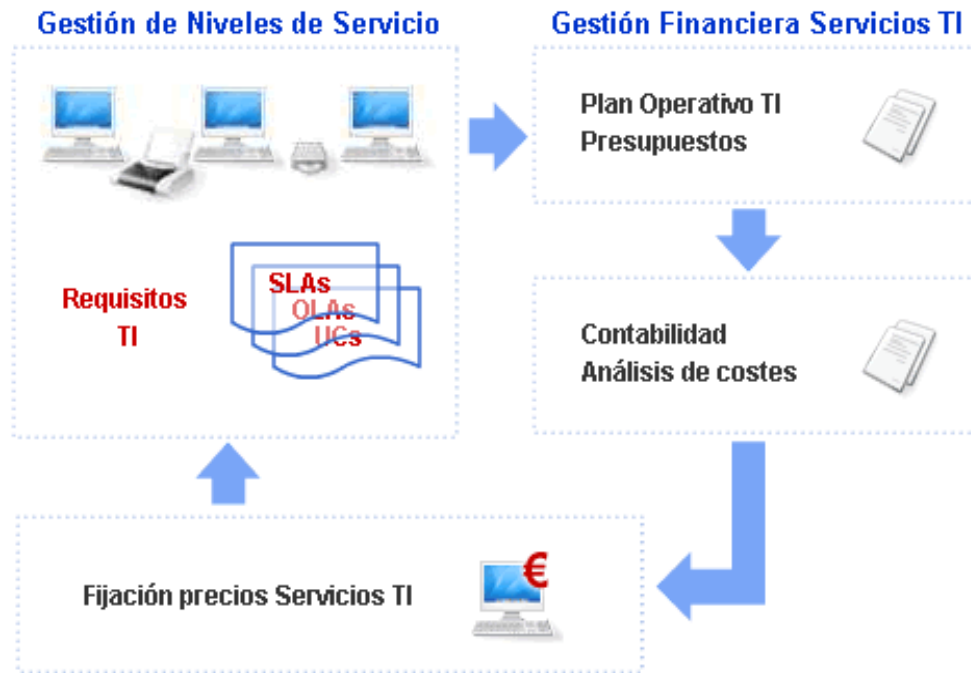 Gestión de Niveles de Servicio
Gestión Financiera Servicios TI
Plan Operativo TI
Presupuestos
Requisitos
TI
SLAs
OLAs
UCs
Contabilidad
Análisis de costes
Fijación precios Servicios TI
€